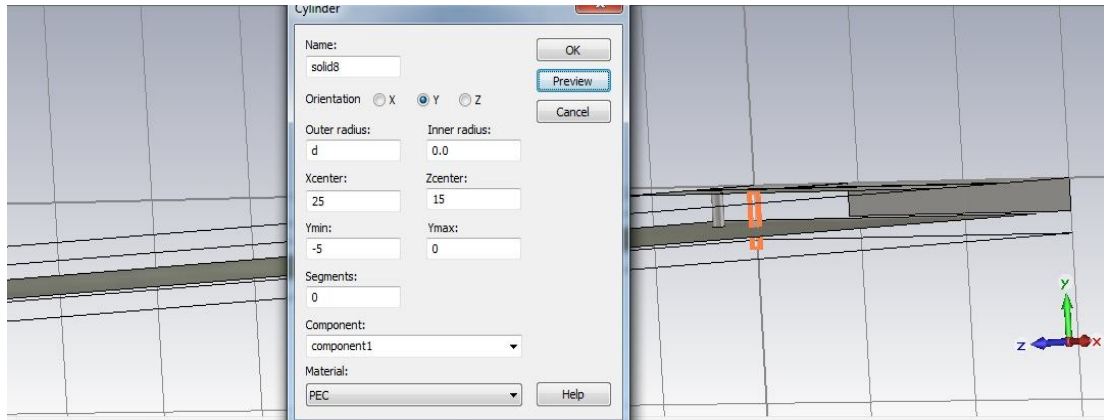 Cylinder
Name:
OK
solid8
Preview
Orientation X Y Z
Cancel
Outer radius: Inner radius:
d 0.0
Xcenter: Zcenter:
25 15
Ymin: Ymax:
-5 0
Segments:
0
Component:
component1
Material:
PEC Help
y
z x